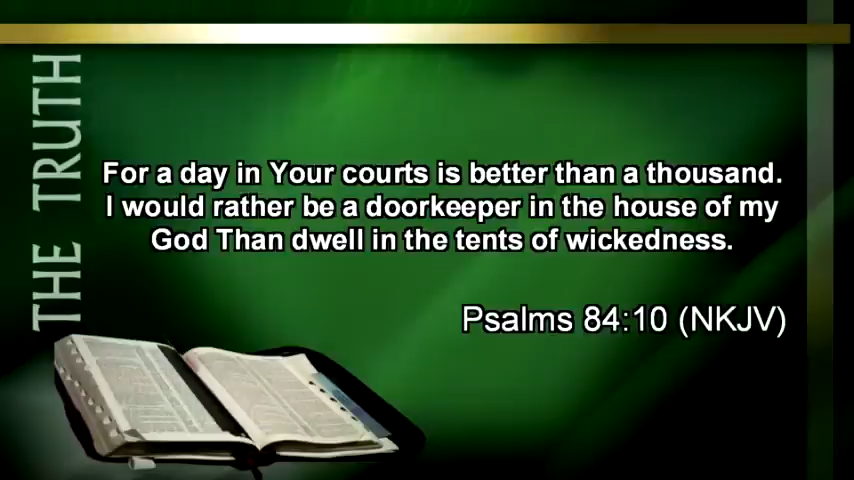 THE TRUTH
For a day in Your courts is better than a thousand.
I would rather be a doorkeeper in the house of my
God Than dwell in the tents of wickedness.
Psalms 84:10 (NKJV)